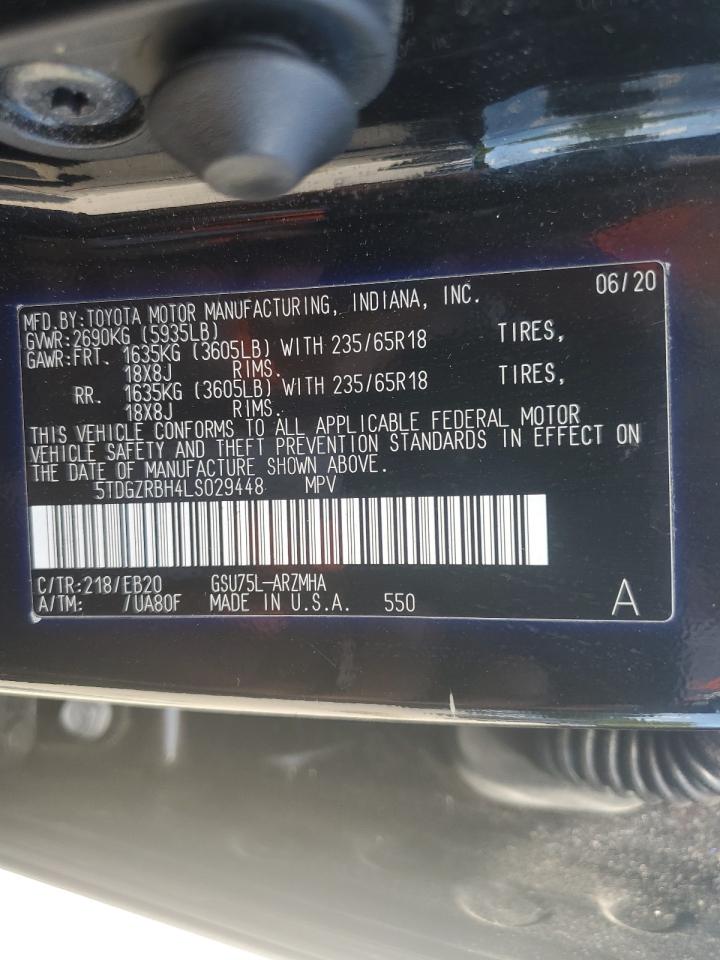 06/20
MFD.BY:TOYOTA MOTOR MANUFACTURING, INDIANA, INC.
GVWR:2690KG (5935LB)
GAWR:FRT. 1635KG (3605LB) WITH 235/65R18 TIRES,
18X8J RIMS.
RR. 1635KG (3605LB) WITH 235/65R18 TIRES,
18X8J RIMS.
THIS VEHICLE CONFORMS TO ALL APPLICABLE FEDERAL MOTOR
VEHICLE SAFETY AND THEFT PREVENTION STANDARDS IN EFFECT ON
THE DATE OF MANUFACTURE SHOWN ABOVE.
5TDGZRBH4LS029448 MPV
C/TR:218/EB20 GSU75L-ARZMHA
A/TM: /UA80F MADE IN U.S.A. 550 A